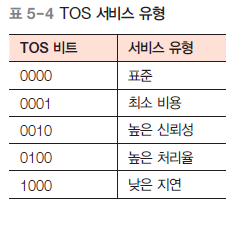 표 5-4 TOS 서비스 유형
TOS 비트 서비스 유형
0000 표준
0001 최소 비용
0010 높은 신뢰성
0100 높은 처리율
1000 낮은 지연